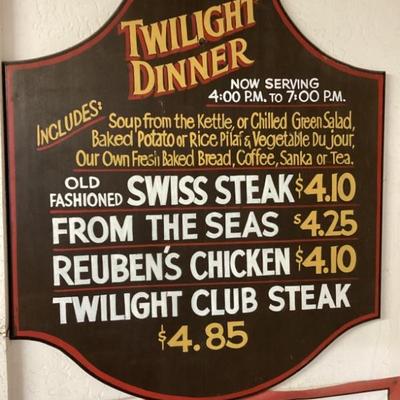 TWILIGHT
DINNER
NOW SERVING
4:00 P.M. TO 7:00 P.M.
INCLUDES:
Soup from the Kettle, or Chilled Green Salad,
Baked Potato or Rice Pilaf & Vegetable Du jour,
Our Own Fresh Baked Bread, Coffee, Sanka or Tea.
OLD FASHIONED SWISS STEAK $4.10
FROM THE SEAS $4.25
REUBEN'S CHICKEN $4.10
TWILIGHT CLUB STEAK
$4.85